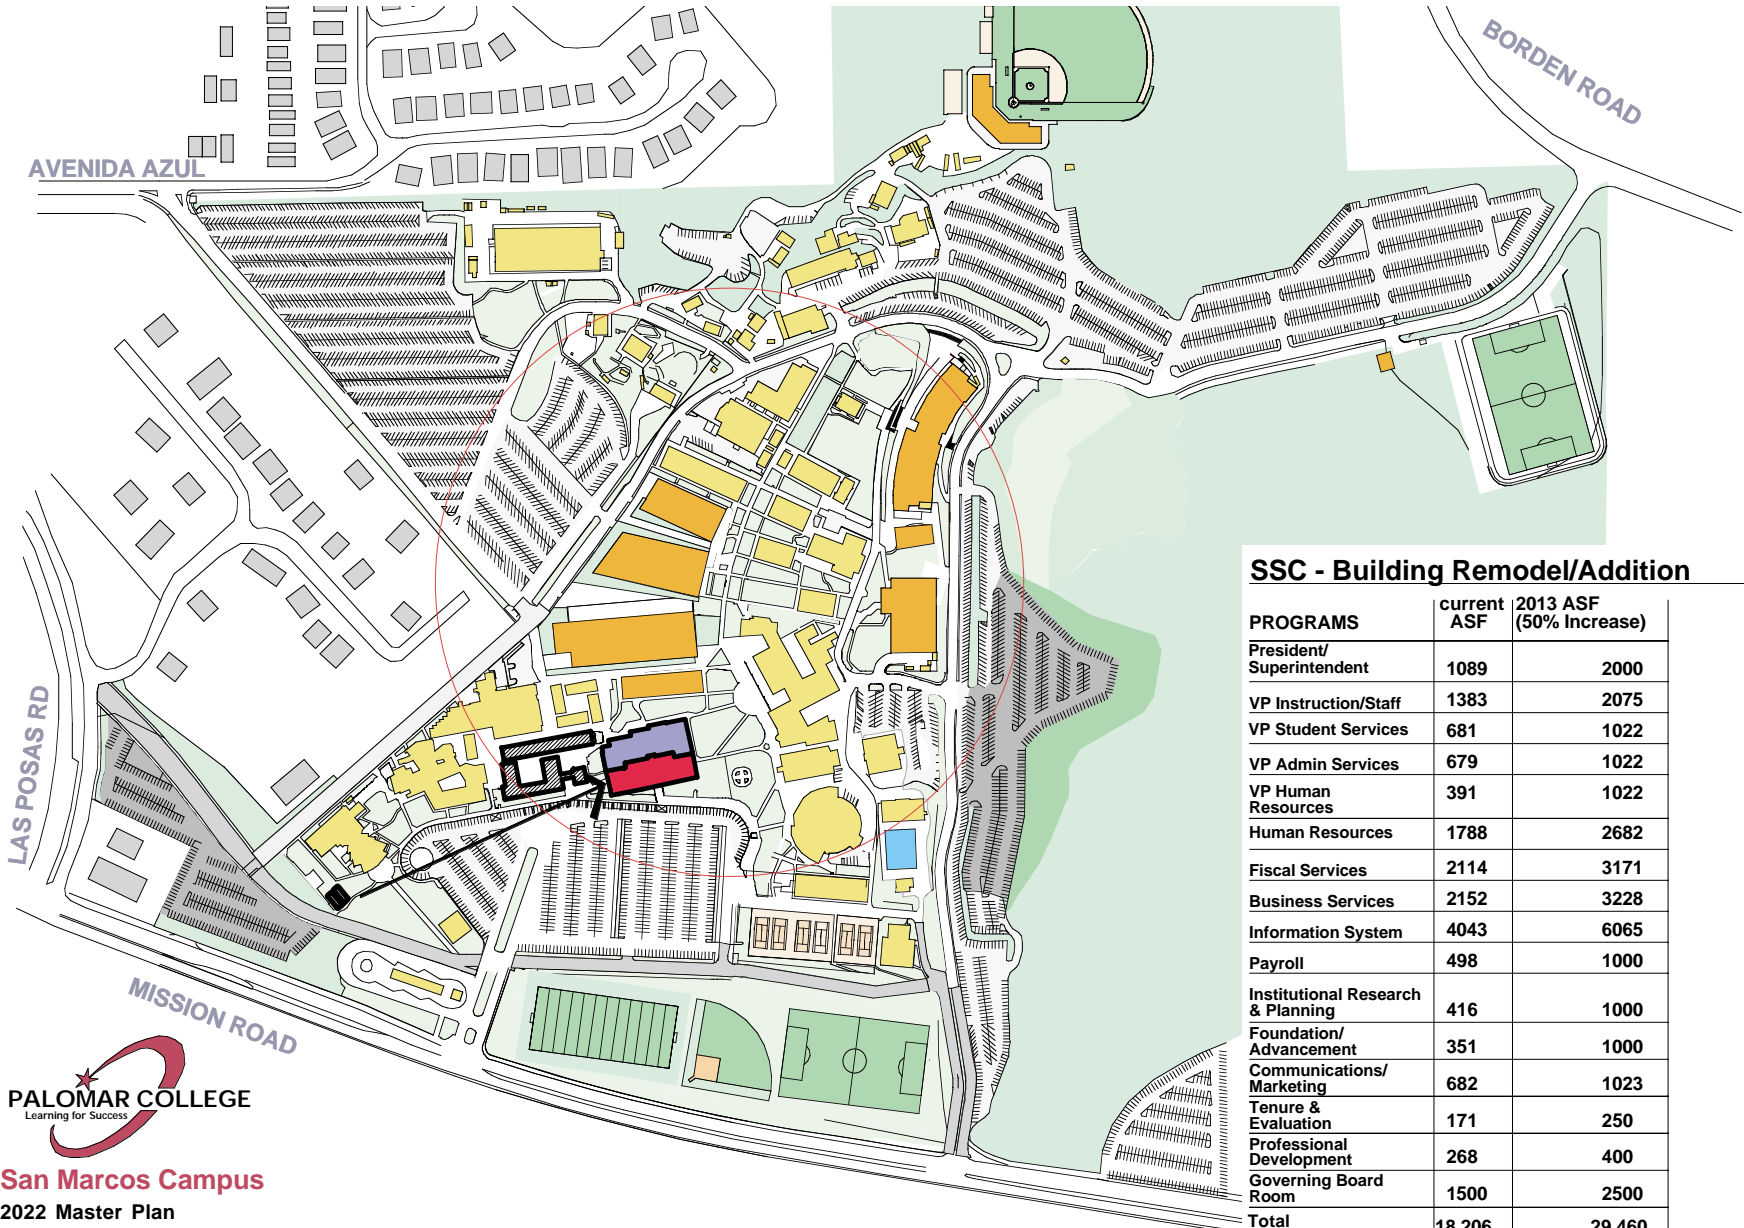 BORDEN ROAD
AVENIDA AZUL
LAS POSAS RD
MISSION ROAD
PALOMAR COLLEGE
Learning for Success
San Marcos Campus
2022 Master Plan
SSC - Building Remodel/Addition
PROGRAMS current ASF 2013 ASF (50% Increase)
President/
Superintendent 1089 2000
VP Instruction/Staff 1383 2075
VP Student Services 681 1022
VP Admin Services 679 1022
VP Human
Resources 391 1022
Human Resources 1788 2682
Fiscal Services 2114 3171
Business Services 2152 3228
Information System 4043 6065
Payroll 498 1000
Institutional Research
& Planning 416 1000
Foundation/
Advancement 351 1000
Communications/
Marketing 682 1023
Tenure &
Evaluation 171 250
Professional
Development 268 400
Governing Board
Room 1500 2500
Total 18,206 29,460